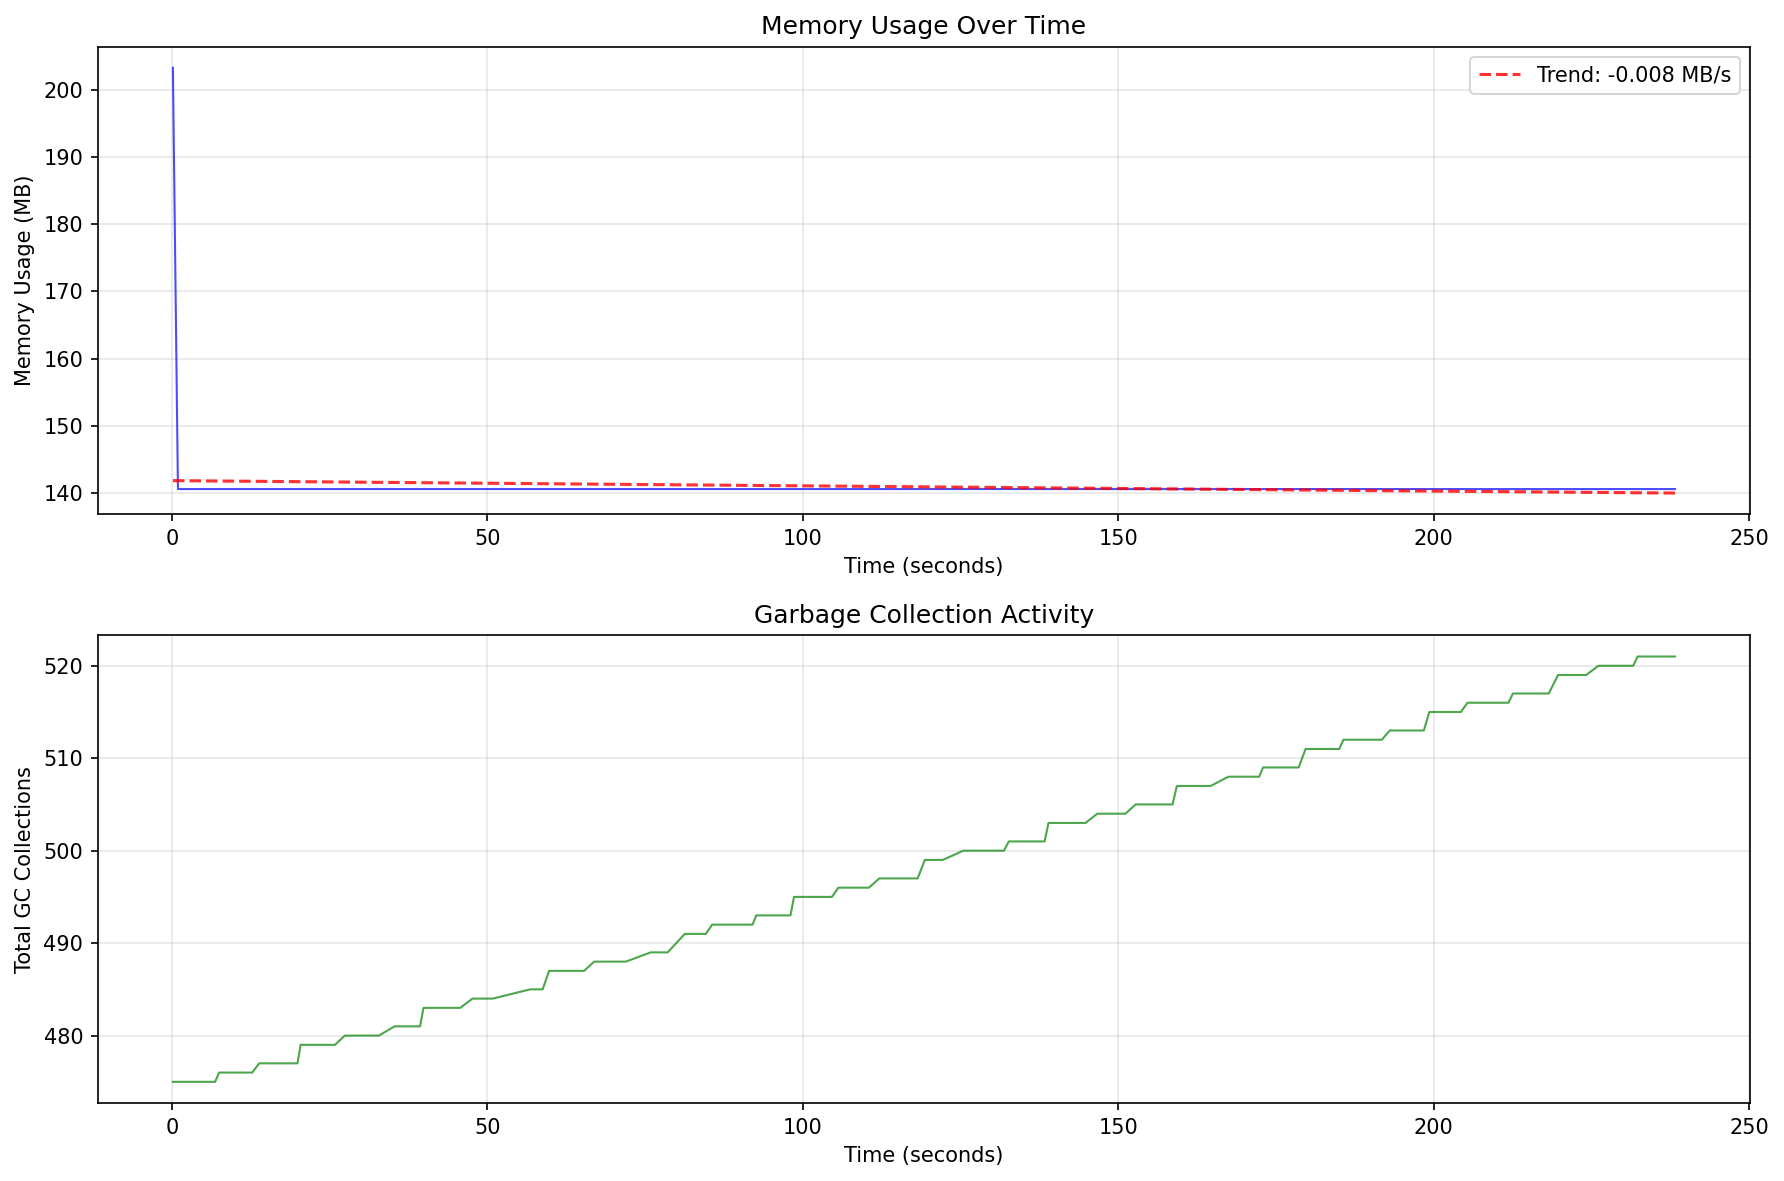 Memory Usage Over Time
Trend: -0.008 MB/s
Memory Usage (MB)
200
190
180
170
160
150
140
0 50 100 150 200 250
Time (seconds)
Garbage Collection Activity
Total GC Collections
520
510
500
490
480
0 50 100 150 200 250
Time (seconds)